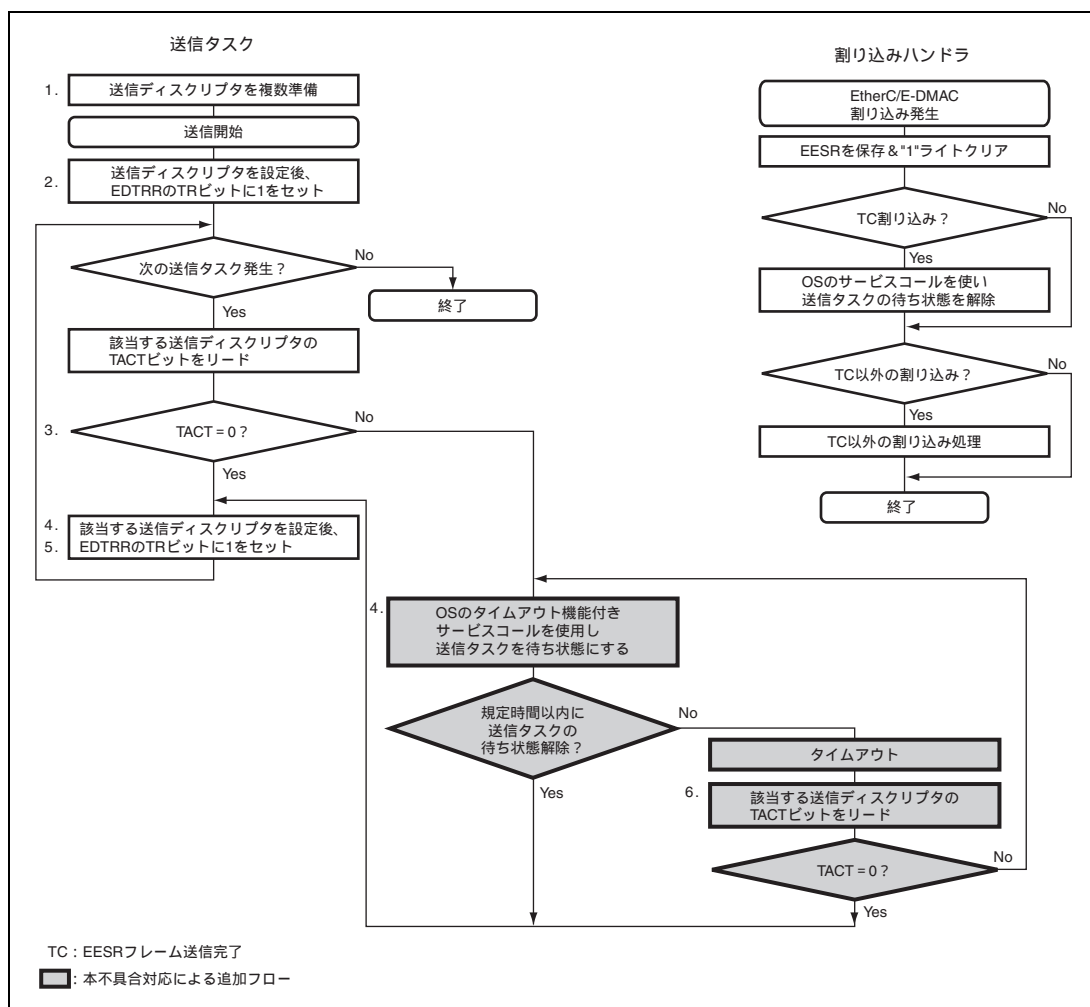 送信タスク
1.
送信ディスクリプタを複数準備
送信開始
2.
送信ディスクリプタを設定後、
EDTRRのTRビットに1をセット
次の送信タスク発生？
No
終了
Yes
該当する送信ディスクリプタの
TACTビットをリード
3.
TACT = 0？
No
Yes
4.
5.
該当する送信ディスクリプタを設定後、
EDTRRのTRビットに1をセット
4.
OSのタイムアウト機能付き
サービスコールを使用し
送信タスクを待ち状態にする
規定時間以内に
送信タスクの
待ち状態解除？
No
Yes
タイムアウト
6.
該当する送信ディスクリプタの
TACTビットをリード
TACT = 0？
No
Yes
割り込みハンドラ
EtherC/E-DMAC
割り込み発生
EESRを保存＆"1"ライトクリア
TC割り込み？
No
Yes
OSのサービスコールを使い
送信タスクの待ち状態を解除
TC以外の割り込み？
No
Yes
TC以外の割り込み処理
終了
TC：EESRフレーム送信完了
：本不具合対応による追加フロー